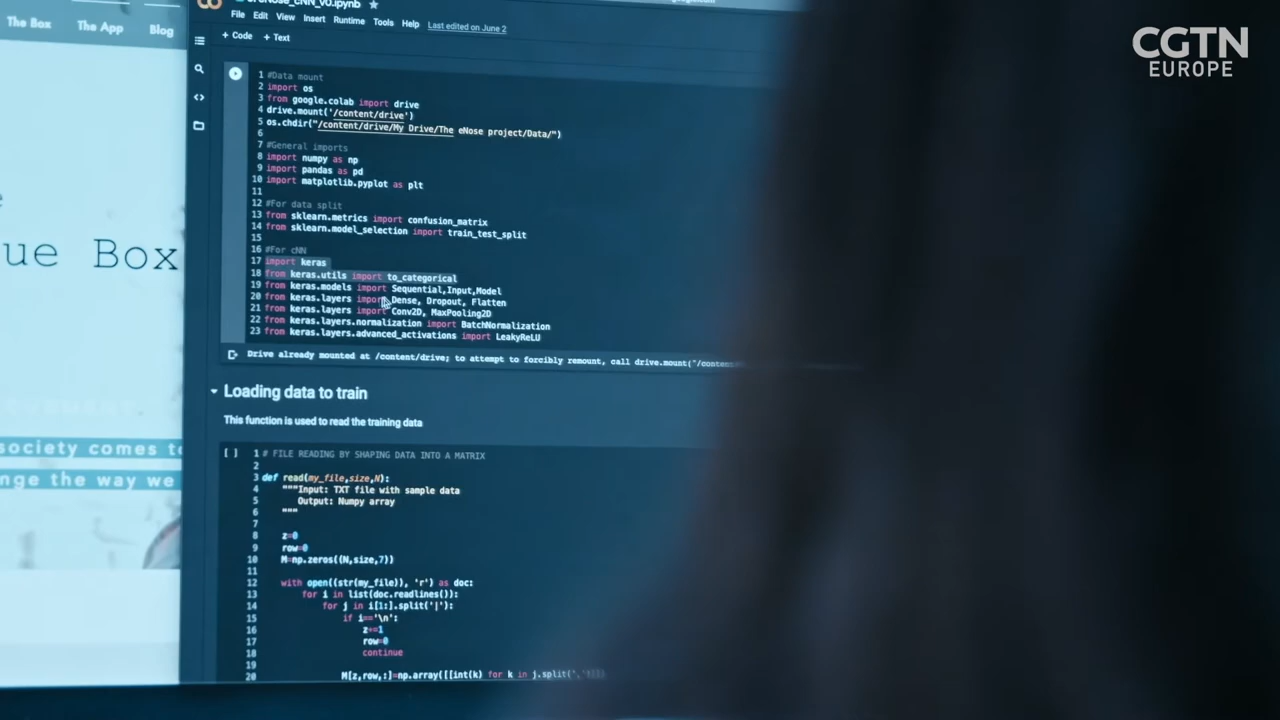 The Box The App Blog
ue Box
society comes to
nge the way we
eNose_cNN_v0.ipynb
File Edit View Insert Runtime Tools Help Last edited on June 2
+ Code + Text
1 #Data mount
2 import os
3 from google.colab import drive
4 drive.mount('/content/drive')
5 os.chdir("/content/drive/My Drive/The eNose project/Data/")
6
7 #General imports
8 import numpy as np
9 import pandas as pd
10 import matplotlib.pyplot as plt
11
12 #For data split
13 from sklearn.metrics import confusion_matrix
14 from sklearn.model_selection import train_test_split
15
16 #For cNN
17 import keras
18 from keras.utils import to_categorical
19 from keras.models import Sequential,Input,Model
20 from keras.layers import Dense, Dropout, Flatten
21 from keras.layers import Conv2D, MaxPooling2D
22 from keras.layers.normalization import BatchNormalization
23 from keras.layers.advanced_activations import LeakyReLU
Drive already mounted at /content/drive; to attempt to forcibly remount, call drive.mount("/conten
Loading data to train
This function is used to read the training data
[ ] 1 # FILE READING BY SHAPING DATA INTO A MATRIX
2
3 def read(my_file,size,N):
4 """Input: TXT file with sample data
5 Output: Numpy array
6 """
7
8 z=0
9 row=0
10 M=np.zeros((N,size,7))
11
12 with open((str(my_file)), 'r') as doc:
13 for i in list(doc.readlines()):
14 for j in i[1:].split('|'):
15 if i=='\n':
16 z+=1
17 row=0
18 continue
19
20 M[z,row,:]=np.array([[int(k) for k in j.split(',')]])
CGTN
EUROPE